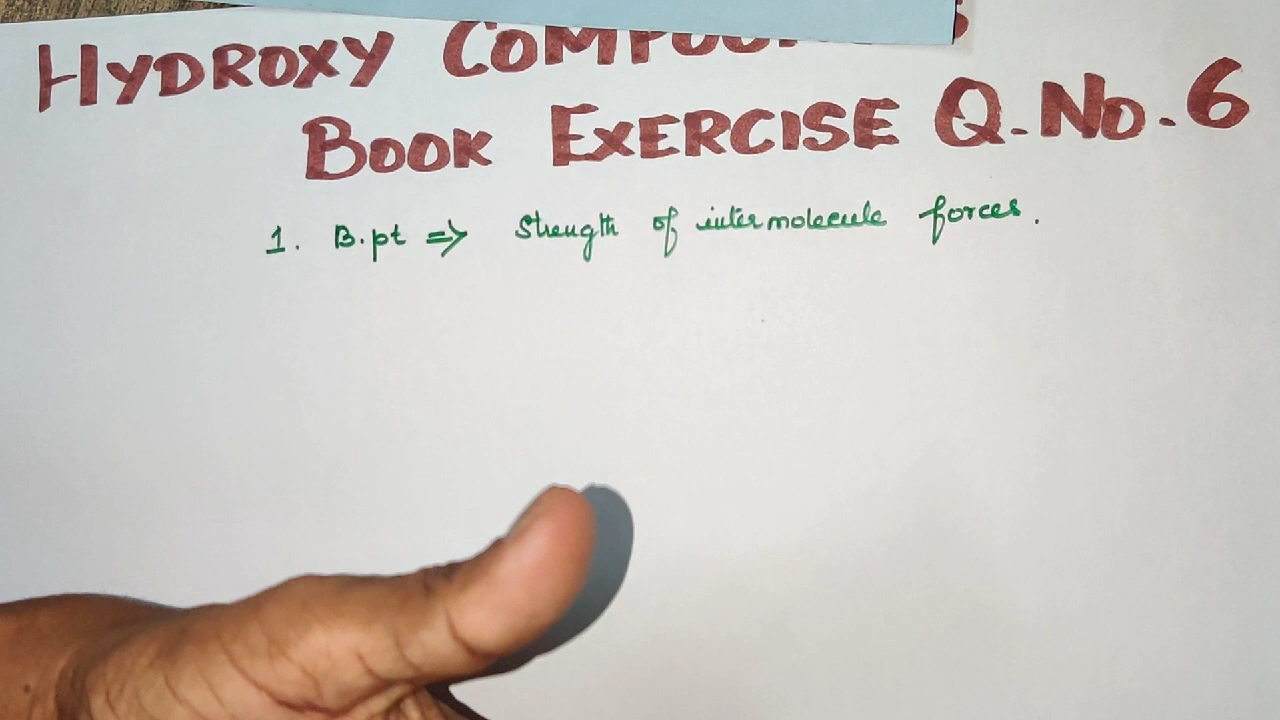 HYDROXY
BOOK EXERCISE Q.No.6
1. B.pt => Strength of intermolecule forces.